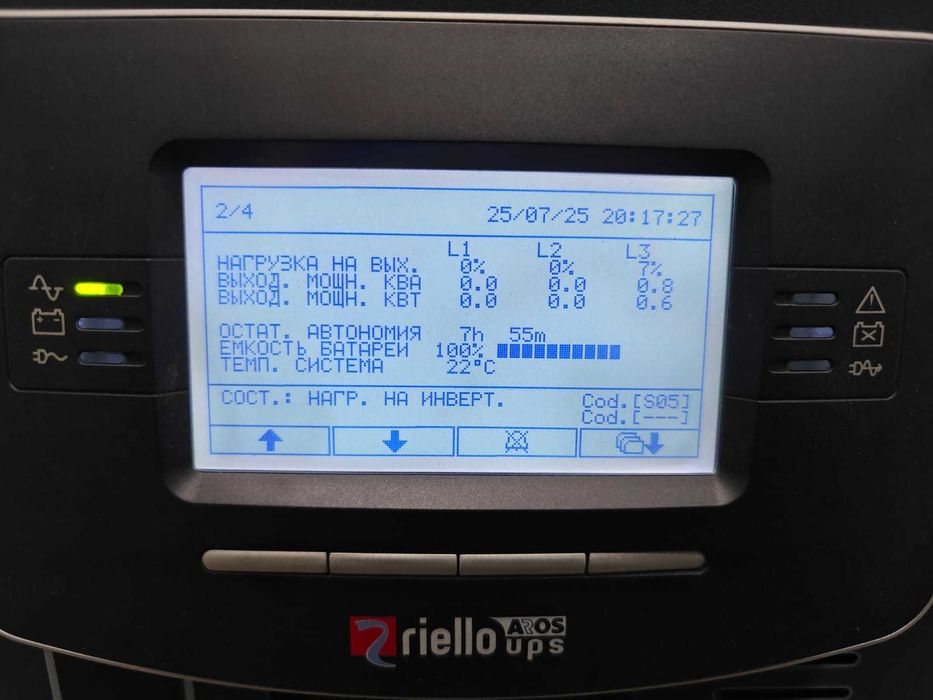 2/4 25/07/25 20:17:27
L1 L2 L3
НАГРУЗКА НА ВЫХ. 0% 0% 7%
ВЫХОД. МОЩН. КВА 0.0 0.0 0.8
ВЫХОД. МОЩН. КВТ 0.0 0.0 0.6
ОСТАТ. АВТОНОМИЯ 7h 55m
ЕМКОСТЬ БАТАРЕИ 100%
ТЕМП. СИСТЕМА 22°C
СОСТ.: НАГР. НА ИНВЕРТ. Cod.[S05]
Cod.[---]
riello AROS ups